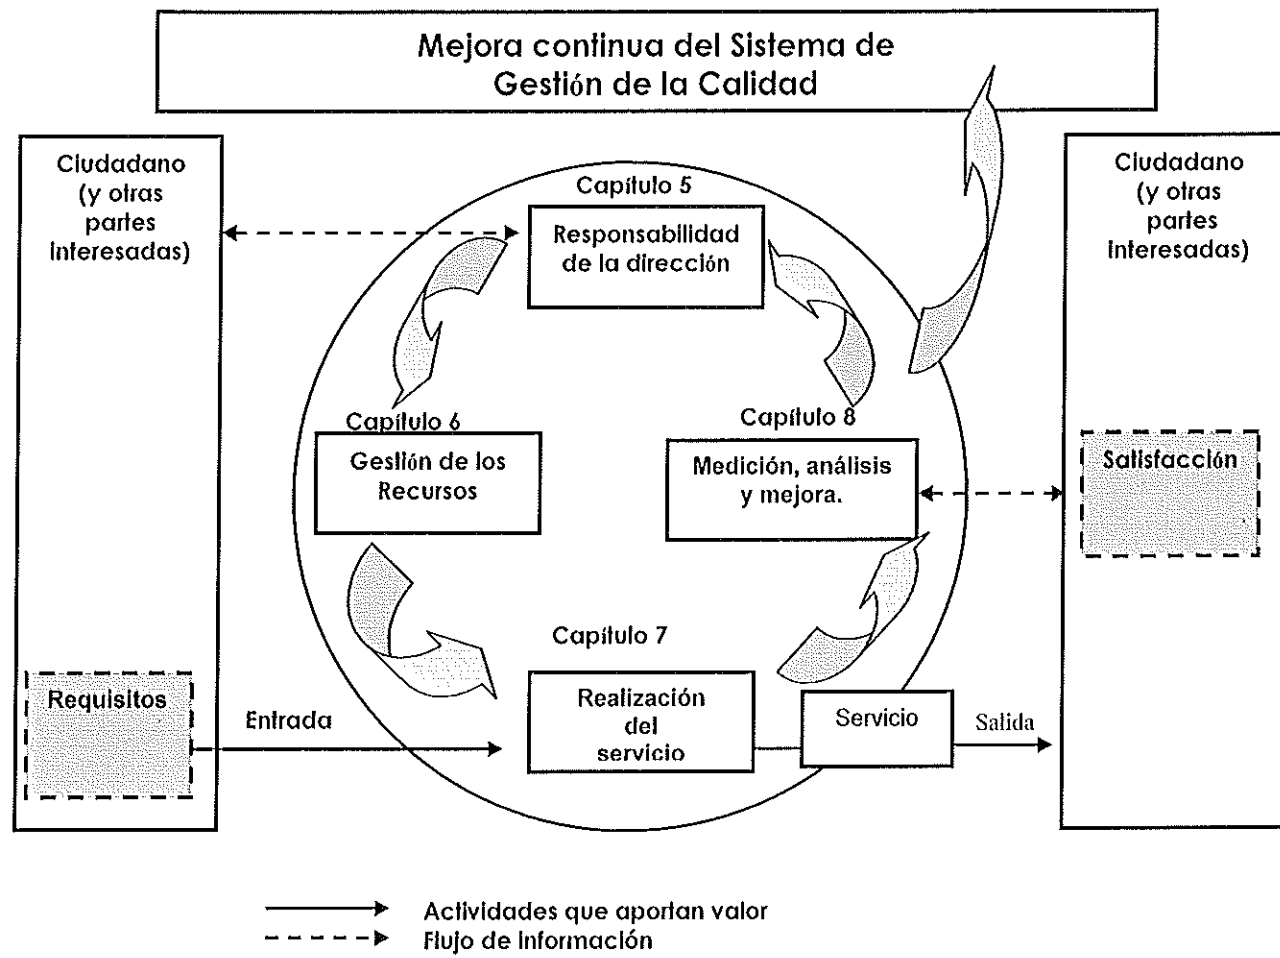 Mejora continua del Sistema de
Gestión de la Calidad
Ciudadano
(y otras
partes
interesadas)
Capítulo 5
Responsabilidad
de la dirección
Ciudadano
(y otras
partes
interesadas)
Capítulo 6
Gestión de los
Recursos
Capítulo 8
Medición, análisis
y mejora.
Satisfacción
Capítulo 7
Realización
del
servicio
Requisitos
Entrada
Servicio
Salida
Actividades que aportan valor
Flujo de información